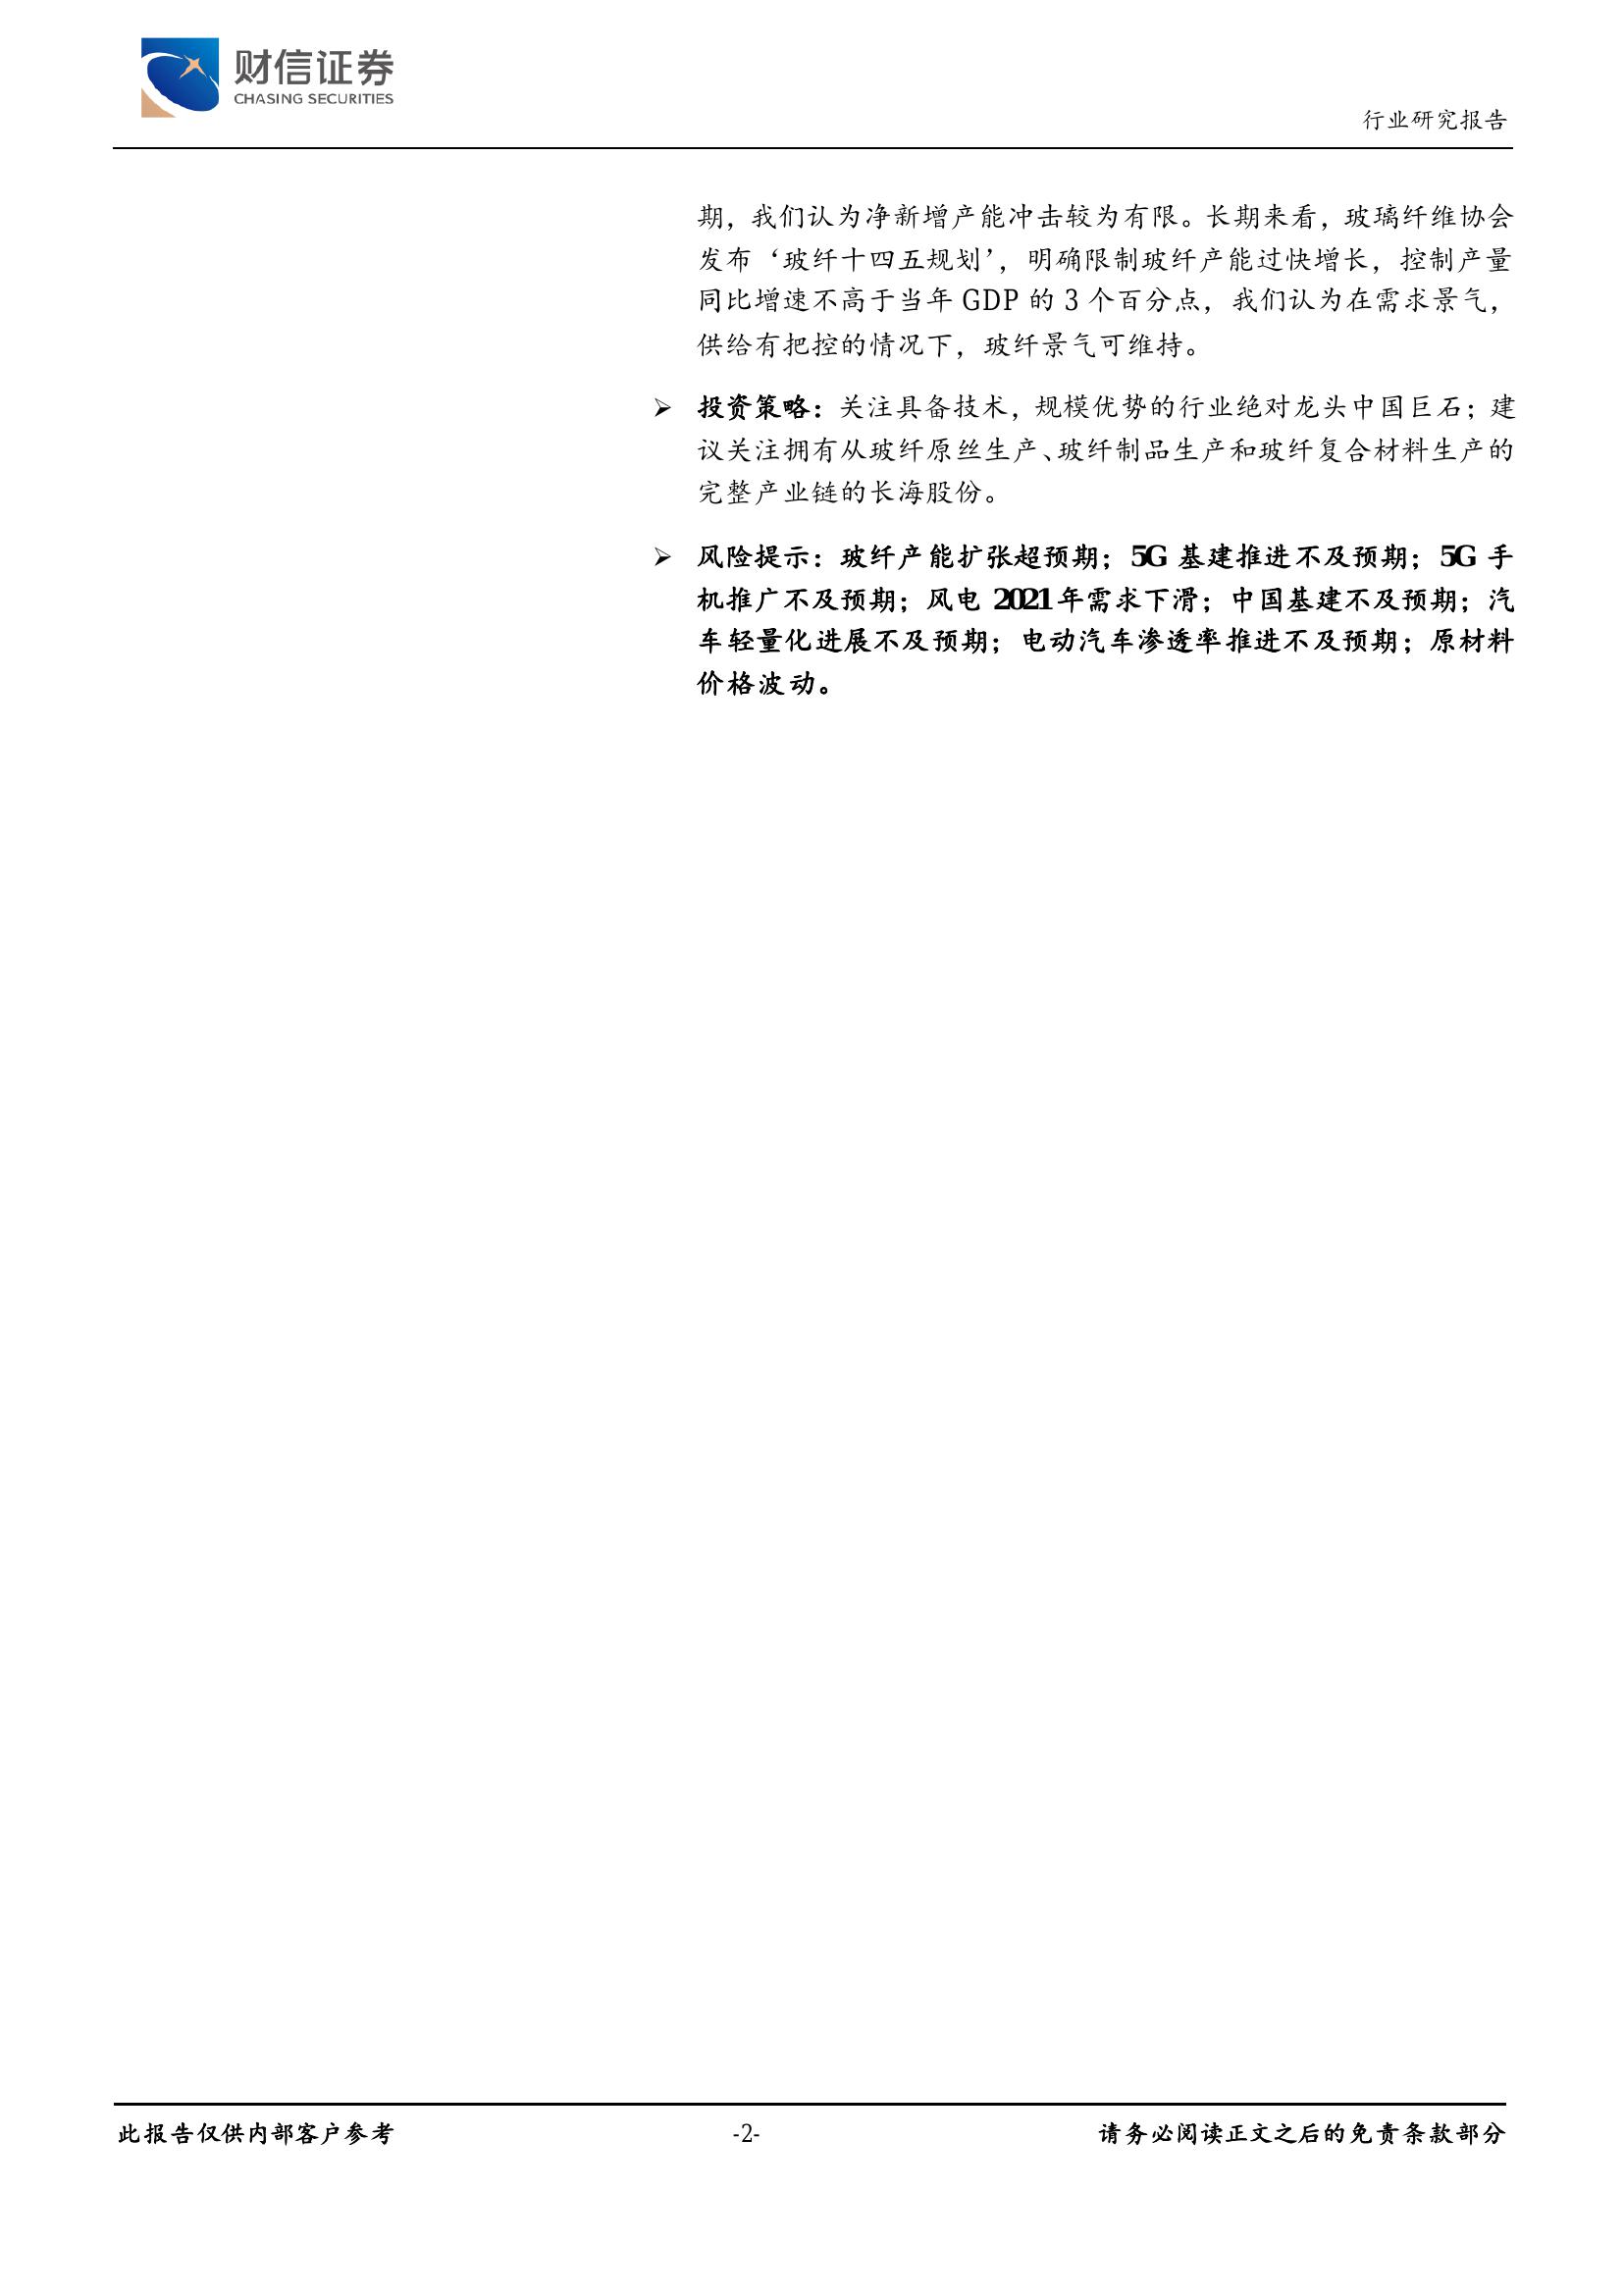 财信证券
CHASING SECURITIES
行业研究报告
期，我们认为净新增产能冲击较为有限。长期来看，玻璃纤维协会
发布‘玻纤十四五规划’，明确限制玻纤产能过快增长，控制产量
同比增速不高于当年 GDP 的 3 个百分点，我们认为在需求景气，
供给有把控的情况下，玻纤景气可维持。
➢ 投资策略：关注具备技术，规模优势的行业绝对龙头中国巨石；建
议关注拥有从玻纤原丝生产、玻纤制品生产和玻纤复合材料生产的
完整产业链的长海股份。
➢ 风险提示：玻纤产能扩张超预期；5G 基建推进不及预期；5G 手
机推广不及预期；风电 2021 年需求下滑；中国基建不及预期；汽
车轻量化进展不及预期；电动汽车渗透率推进不及预期；原材料
价格波动。
此报告仅供内部客户参考
-2-
请务必阅读正文之后的免责条款部分